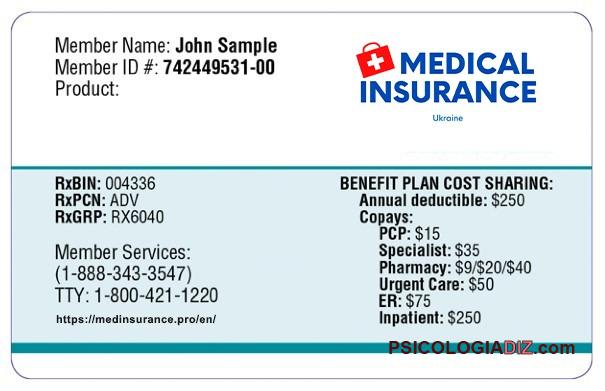 Member Name: John Sample
Member ID #: 742449531-00
Product:
MEDICAL
INSURANCE
Ukraine
RxBIN: 004336
RxPCN: ADV
RxGRP: RX6040
Member Services:
(1-888-343-3547)
TTY: 1-800-421-1220
https://medinsurance.pro/en/
BENEFIT PLAN COST SHARING:
Annual deductible: $250
Copays:
PCP: $15
Specialist: $35
Pharmacy: $9/$20/$40
Urgent Care: $50
ER: $75
Inpatient: $250
PSICOLOGIADIZ.com